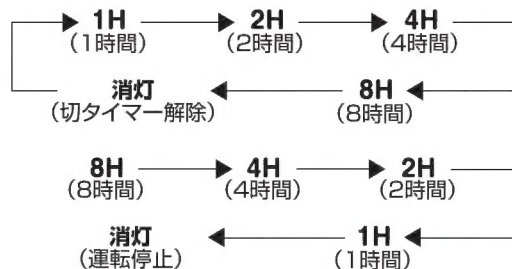 1H 2H 4H
(1時間) (2時間) (4時間)
消灯 8H
(切タイマー解除) (8時間)
8H 4H 2H
(8時間) (4時間) (2時間)
消灯 1H
(運転停止) (1時間)